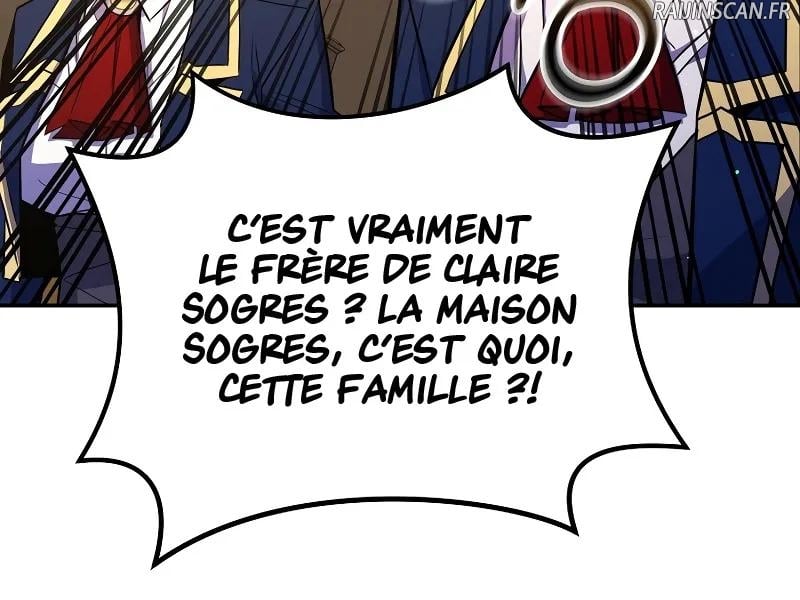 RAIJINSCAN.FR
C'EST VRAIMENT
LE FRÈRE DE CLAIRE
SOGRES ? LA MAISON
SOGRES, C'EST QUOI,
CETTE FAMILLE ?!